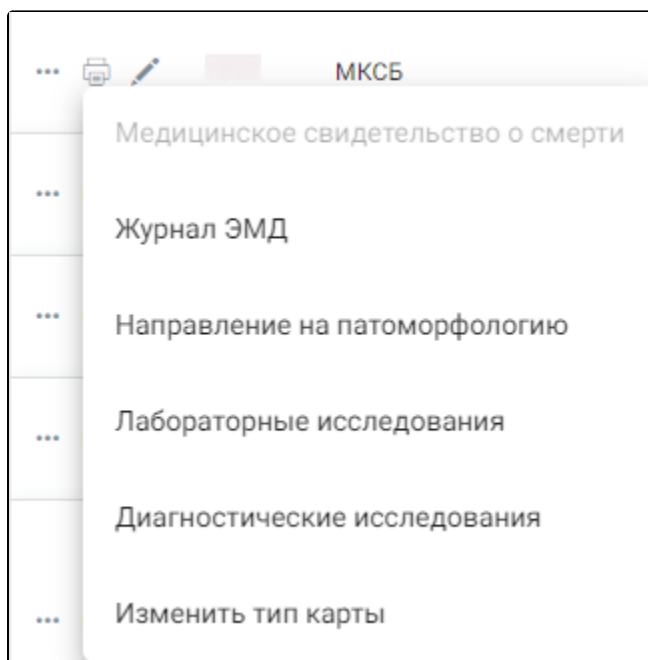 МКСБ
Медицинское свидетельство о смерти
Журнал ЭМД
Направление на патоморфологию
Лабораторные исследования
Диагностические исследования
Изменить тип карты